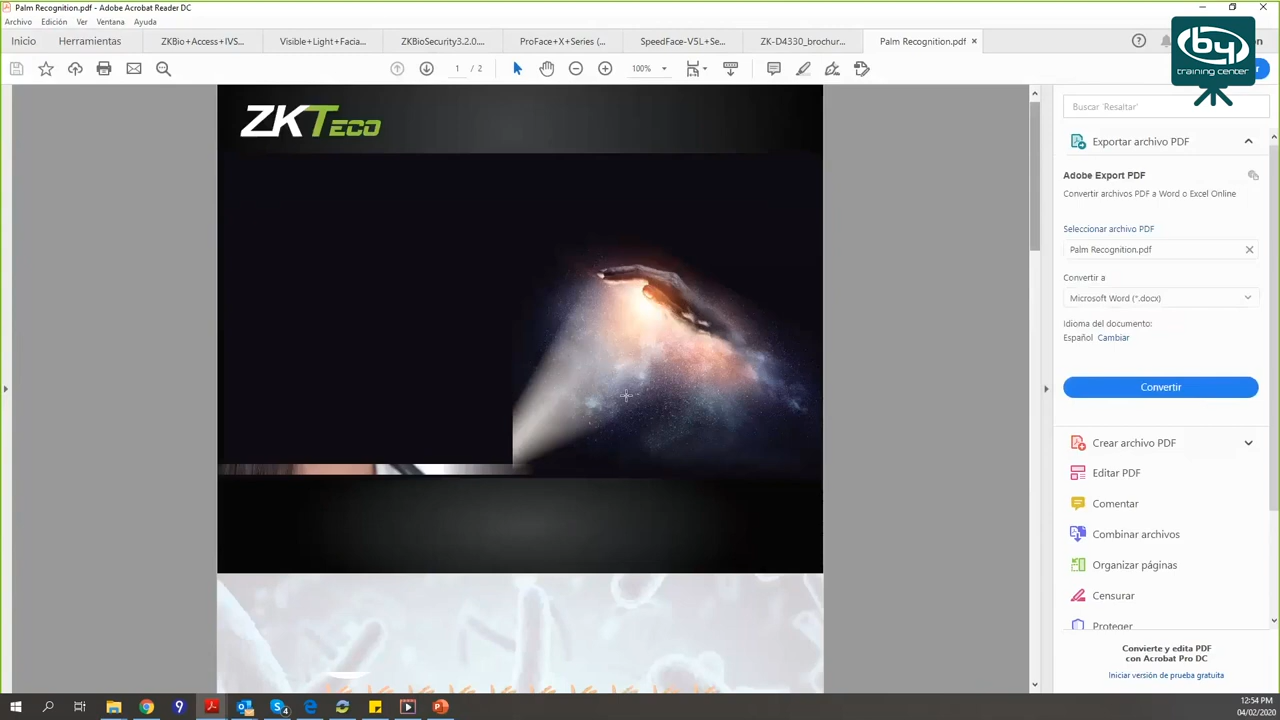 Palm Recognition.pdf - Adobe Acrobat Reader DC
Archivo Edición Ver Ventana Ayuda
Inicio Herramientas ZKBio+Access+IVS... Visible+Light+Facia... ZKBioSecurity3.2... ProFace+X+Series (... SpeedFace-V5L+Se... ZK-D4330_brochur... Palm Recognition.pdf
by
training center
1 / 2 100%
ZKTECO
Buscar 'Resaltar'
Exportar archivo PDF
Adobe Export PDF
Convertir archivos PDF a Word o Excel Online
Seleccionar archivo PDF
Palm Recognition.pdf
Convertir a
Microsoft Word (*.docx)
Idioma del documento:
Español Cambiar
Convertir
Crear archivo PDF
Editar PDF
Comentar
Combinar archivos
Organizar páginas
Censurar
Proteger
Convierte y edita PDF
con Acrobat Pro DC
Iniciar versión de prueba gratuita
12:54 PM
04/02/2020